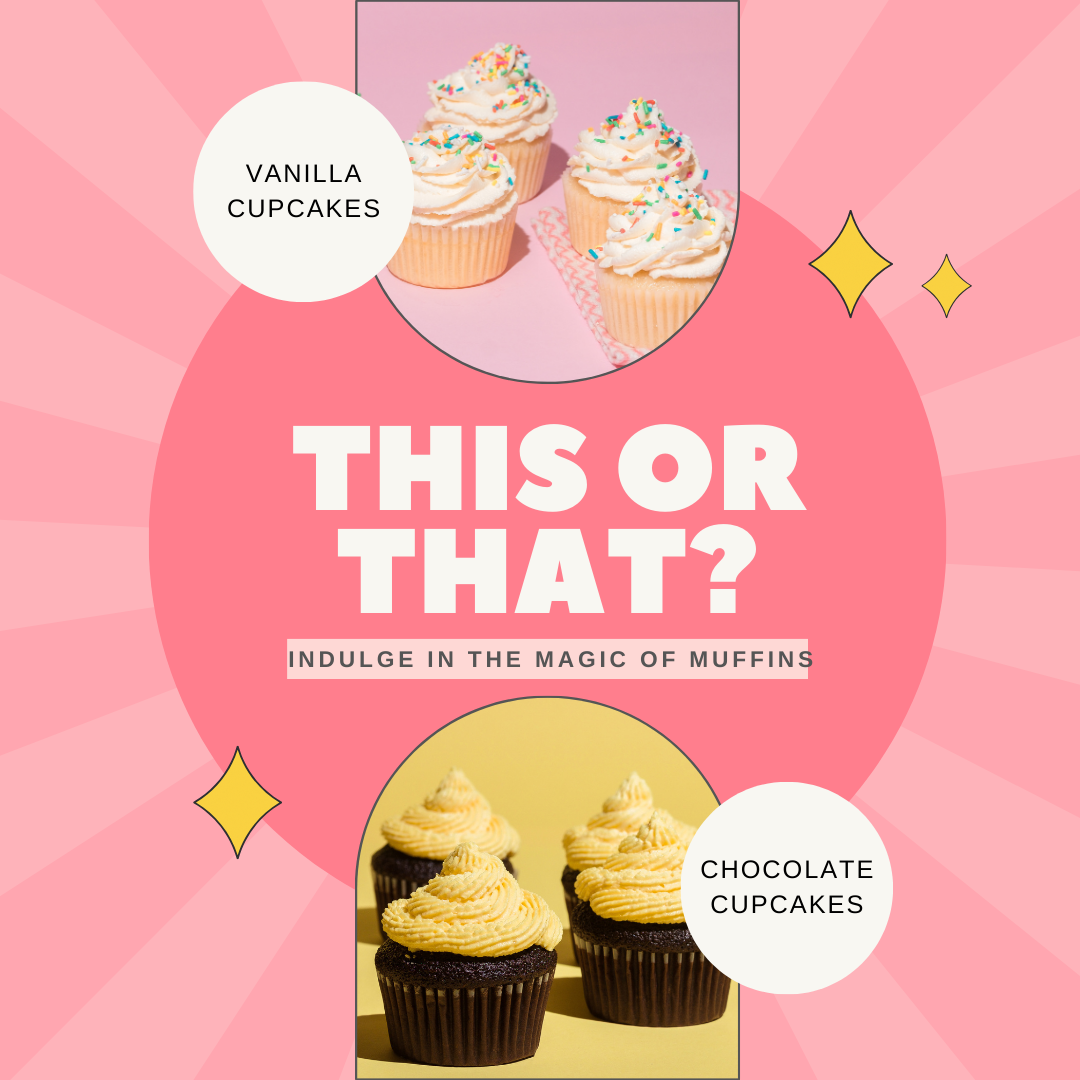 VANILLA
CUPCAKES
THIS OR
THAT?
INDULGE IN THE MAGIC OF MUFFINS
CHOCOLATE
CUPCAKES